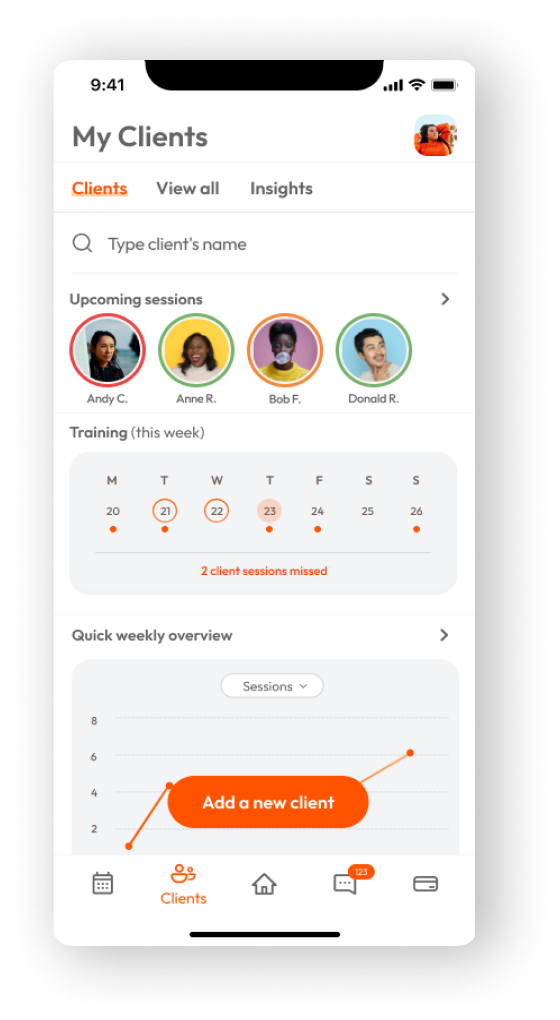 9:41
My Clients
Clients View all Insights
Type client's name
Upcoming sessions
Andy C. Anne R. Bob F. Donald R.
Training (this week)
M T W T F S S
20 21 22 23 24 25 26
2 client sessions missed
Quick weekly overview
Sessions
8
6
4
Add a new client
2
123
Clients